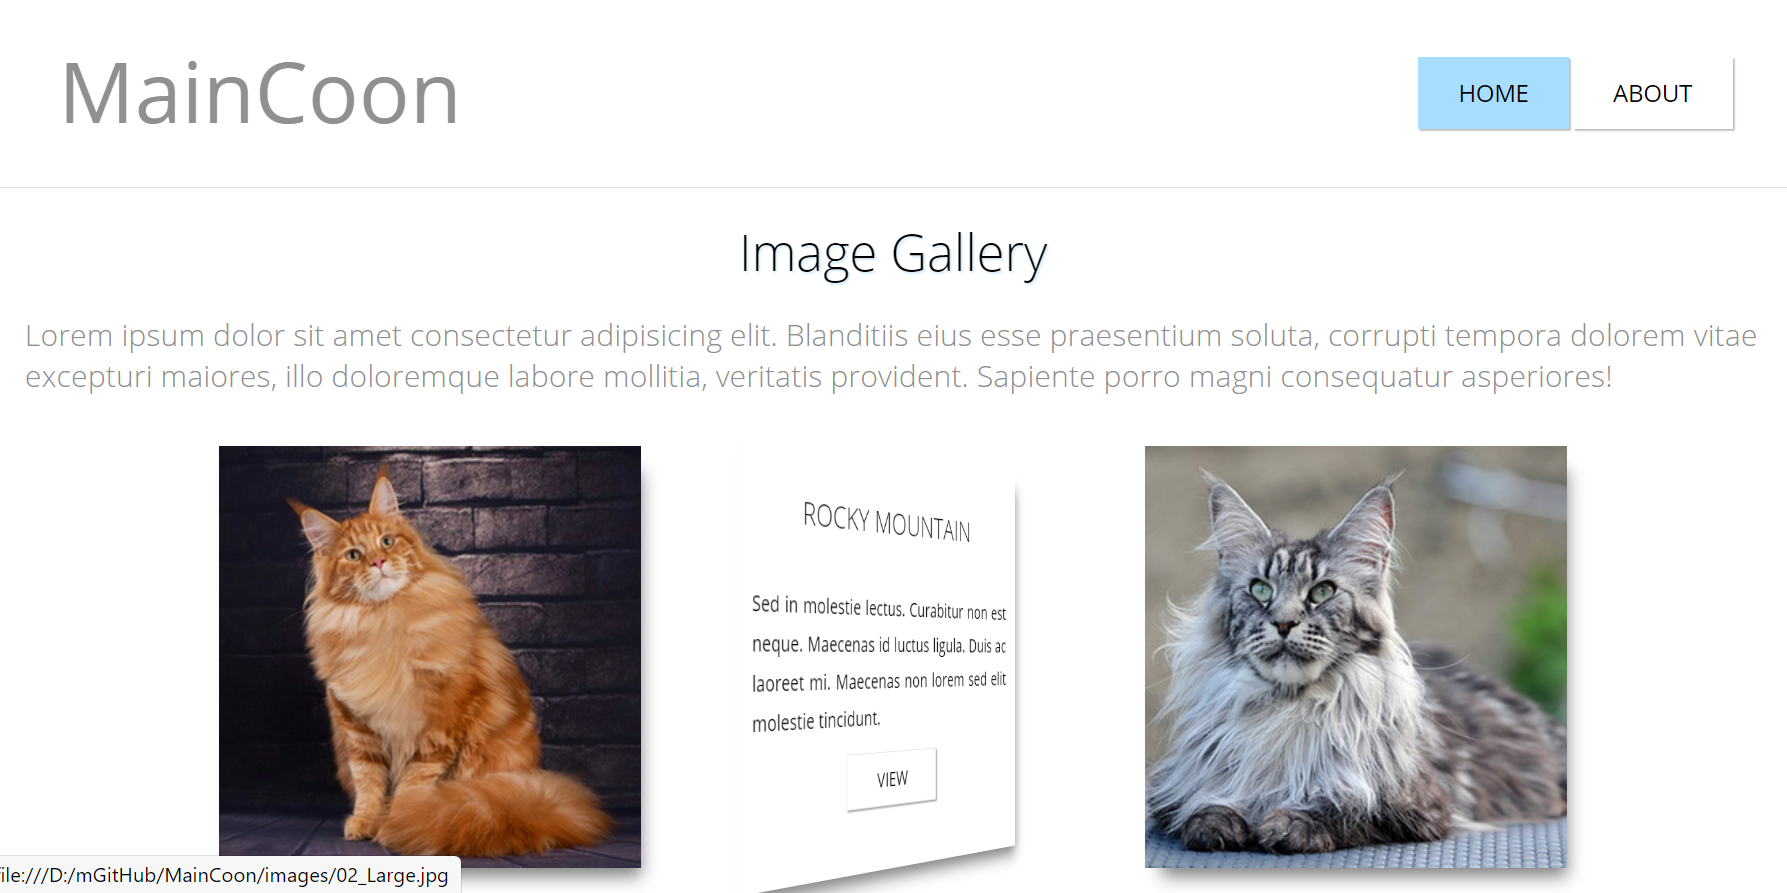 MainCoon
HOME
ABOUT
Image Gallery
Lorem ipsum dolor sit amet consectetur adipisicing elit. Blanditiis eius esse praesentium soluta, corrupti tempora dolorem vitae
excepturi maiores, illo doloremque labore mollitia, veritatis provident. Sapiente porro magni consequatur asperiores!
ROCKY MOUNTAIN
Sed in molestie lectus. Curabitur non est
neque. Maecenas id luctus ligula. Duis ac
laoreet mi. Maecenas non lorem sed elit
molestie tincidunt.
VIEW
file:///D:/mGitHub/MainCoon/images/02_Large.jpg